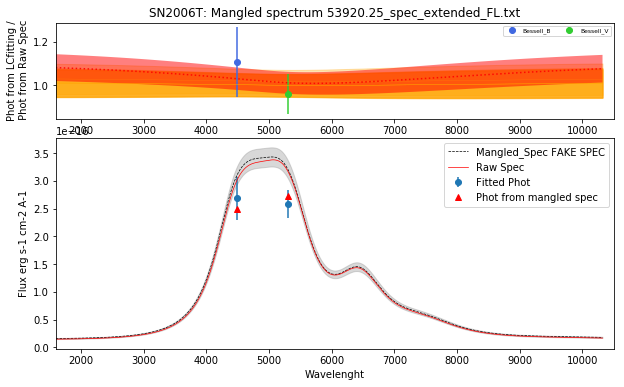 SN2006T: Mangled spectrum 53920.25_spec_extended_FL.txt
Phot from LCfitting /
Phot from Raw Spec
1.2
1.0
Bessell_B
Bessell_V
2000 3000 4000 5000 6000 7000 8000 9000 10000
Flux erg s-1 cm-2 A-1
3.5
3.0
2.5
2.0
1.5
1.0
0.5
0.0
Mangled_Spec FAKE SPEC
Raw Spec
Fitted Phot
Phot from mangled spec
2000 3000 4000 5000 6000 7000 8000 9000 10000
Wavelenght